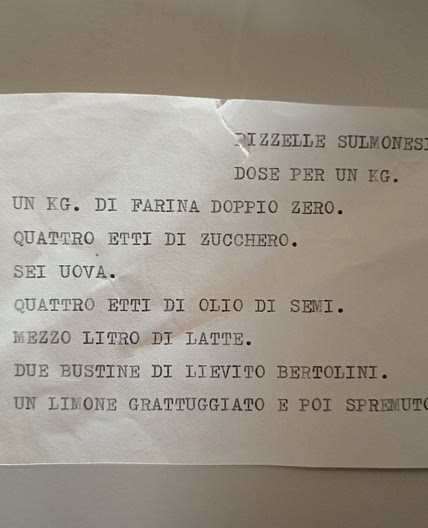 PIZZELLE SULMONESI
DOSE PER UN KG.
UN KG. DI FARINA DOPPIO ZERO.
QUATTRO ETTI DI ZUCCHERO.
SEI UOVA.
QUATTRO ETTI DI OLIO DI SEMI.
MEZZO LITRO DI LATTE.
DUE BUSTINE DI LIEVITO BERTOLINI.
UN LIMONE GRATTUGGIATO E POI SPREMUTO